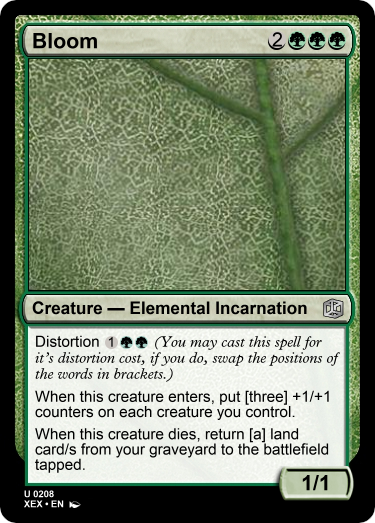 Bloom 2
Creature — Elemental Incarnation
Distortion 1 (You may cast this spell for
it's distortion cost, if you do, swap the positions of
the words in brackets.)
When this creature enters, put [three] +1/+1
counters on each creature you control.
When this creature dies, return [a] land
card/s from your graveyard to the battlefield
tapped.
1/1
U 0208
XEX • EN